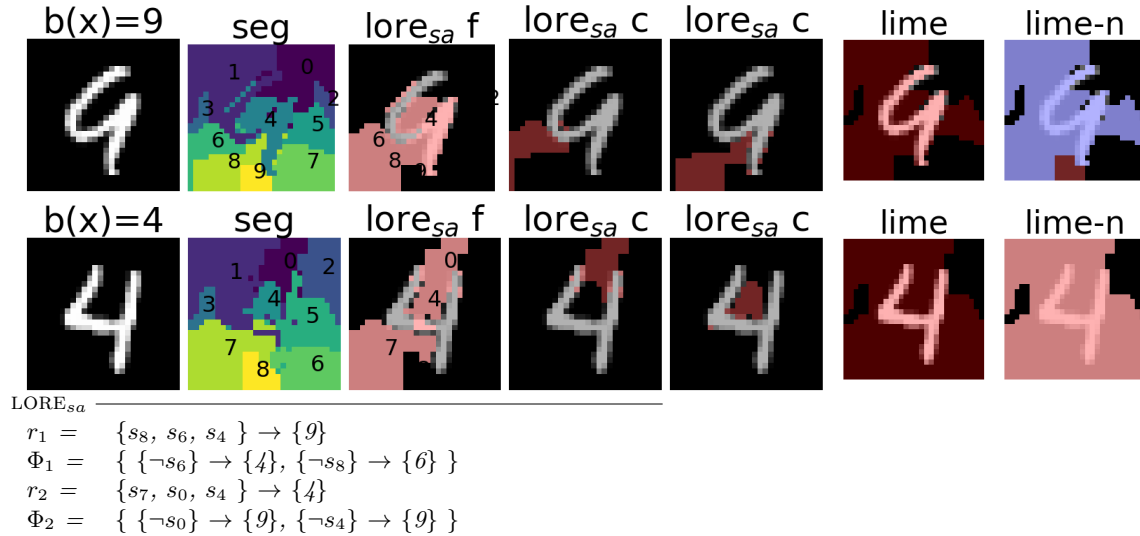 b(x)=9 seg lore_sa f lore_sa c lore_sa c lime lime-n
1 0
3 4 2 5
6 8 9 7
4 2
6 8 9
b(x)=4 seg lore_sa f lore_sa c lore_sa c lime lime-n
1 0 2
3 4 5
7 8 6
0
4
7
LORE_sa
r_1 = {s_8, s_6, s_4 } → {9}
Φ_1 = { {¬s_6} → {4}, {¬s_8} → {6} }
r_2 = {s_7, s_0, s_4 } → {4}
Φ_2 = { {¬s_0} → {9}, {¬s_4} → {9} }